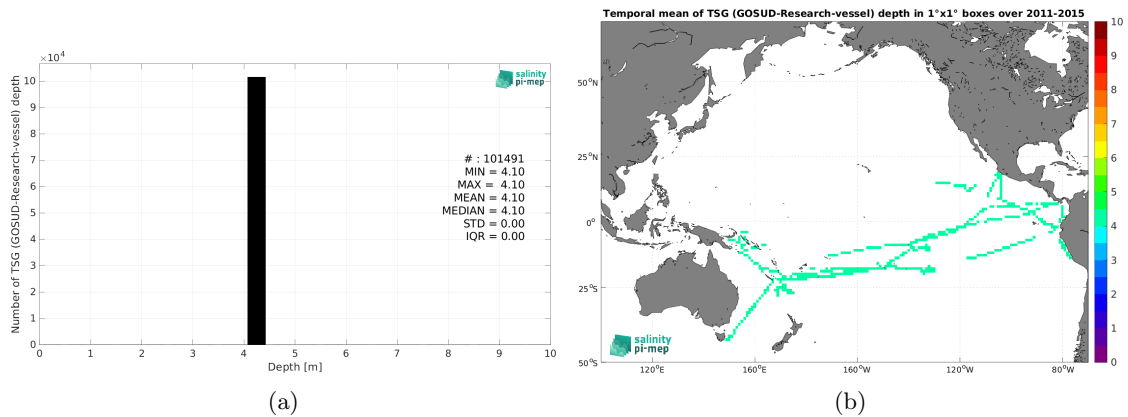 ×10⁴
10
9
8
7
6
5
4
3
2
1
0
Number of TSG (GOSUD-Research-vessel) depth
salinity
pi-mep
# : 101491
MIN = 4.10
MAX = 4.10
MEAN = 4.10
MEDIAN = 4.10
STD = 0.00
IQR = 0.00
0 1 2 3 4 5 6 7 8 9 10
Depth [m]
(a)
Temporal mean of TSG (GOSUD-Research-vessel) depth in 1°x1° boxes over 2011-2015
50°N
25°N
0°
25°S
50°S
120°E 160°E 160°W 120°W 80°W
salinity
pi-mep
10
9
8
7
6
5
4
3
2
1
0
(b)